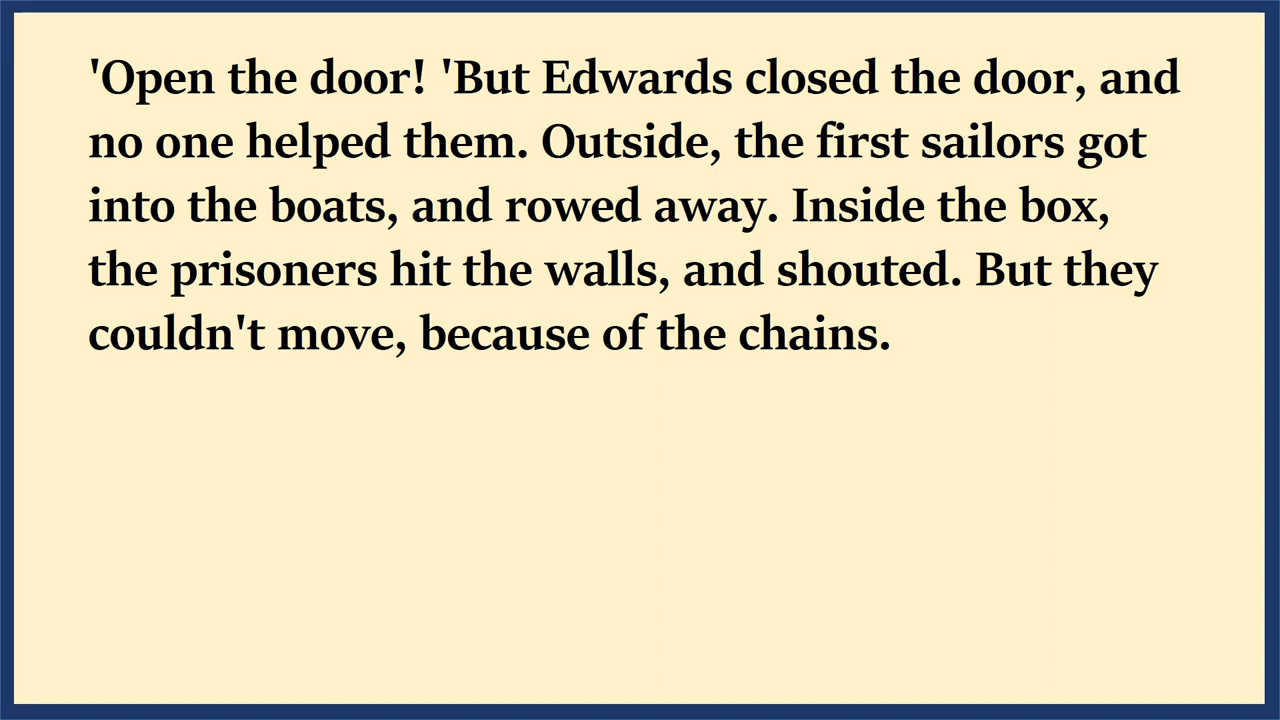 'Open the door! 'But Edwards closed the door, and
no one helped them. Outside, the first sailors got
into the boats, and rowed away. Inside the box,
the prisoners hit the walls, and shouted. But they
couldn't move, because of the chains.